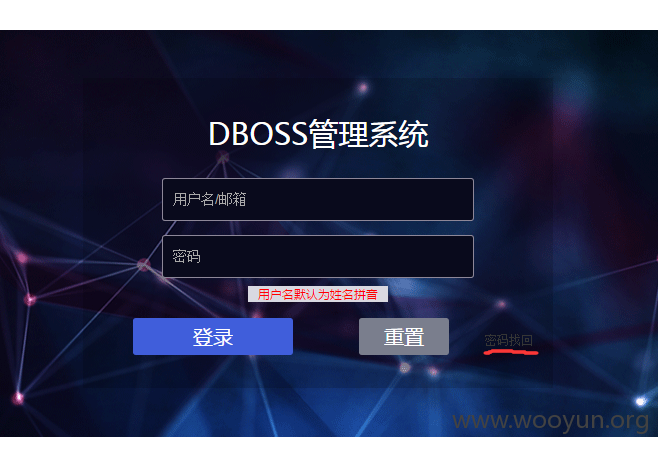 DBOSS管理系统
用户名/邮箱
密码
用户名默认为姓名拼音
登录
重置
密码找回
www.wooyun.org